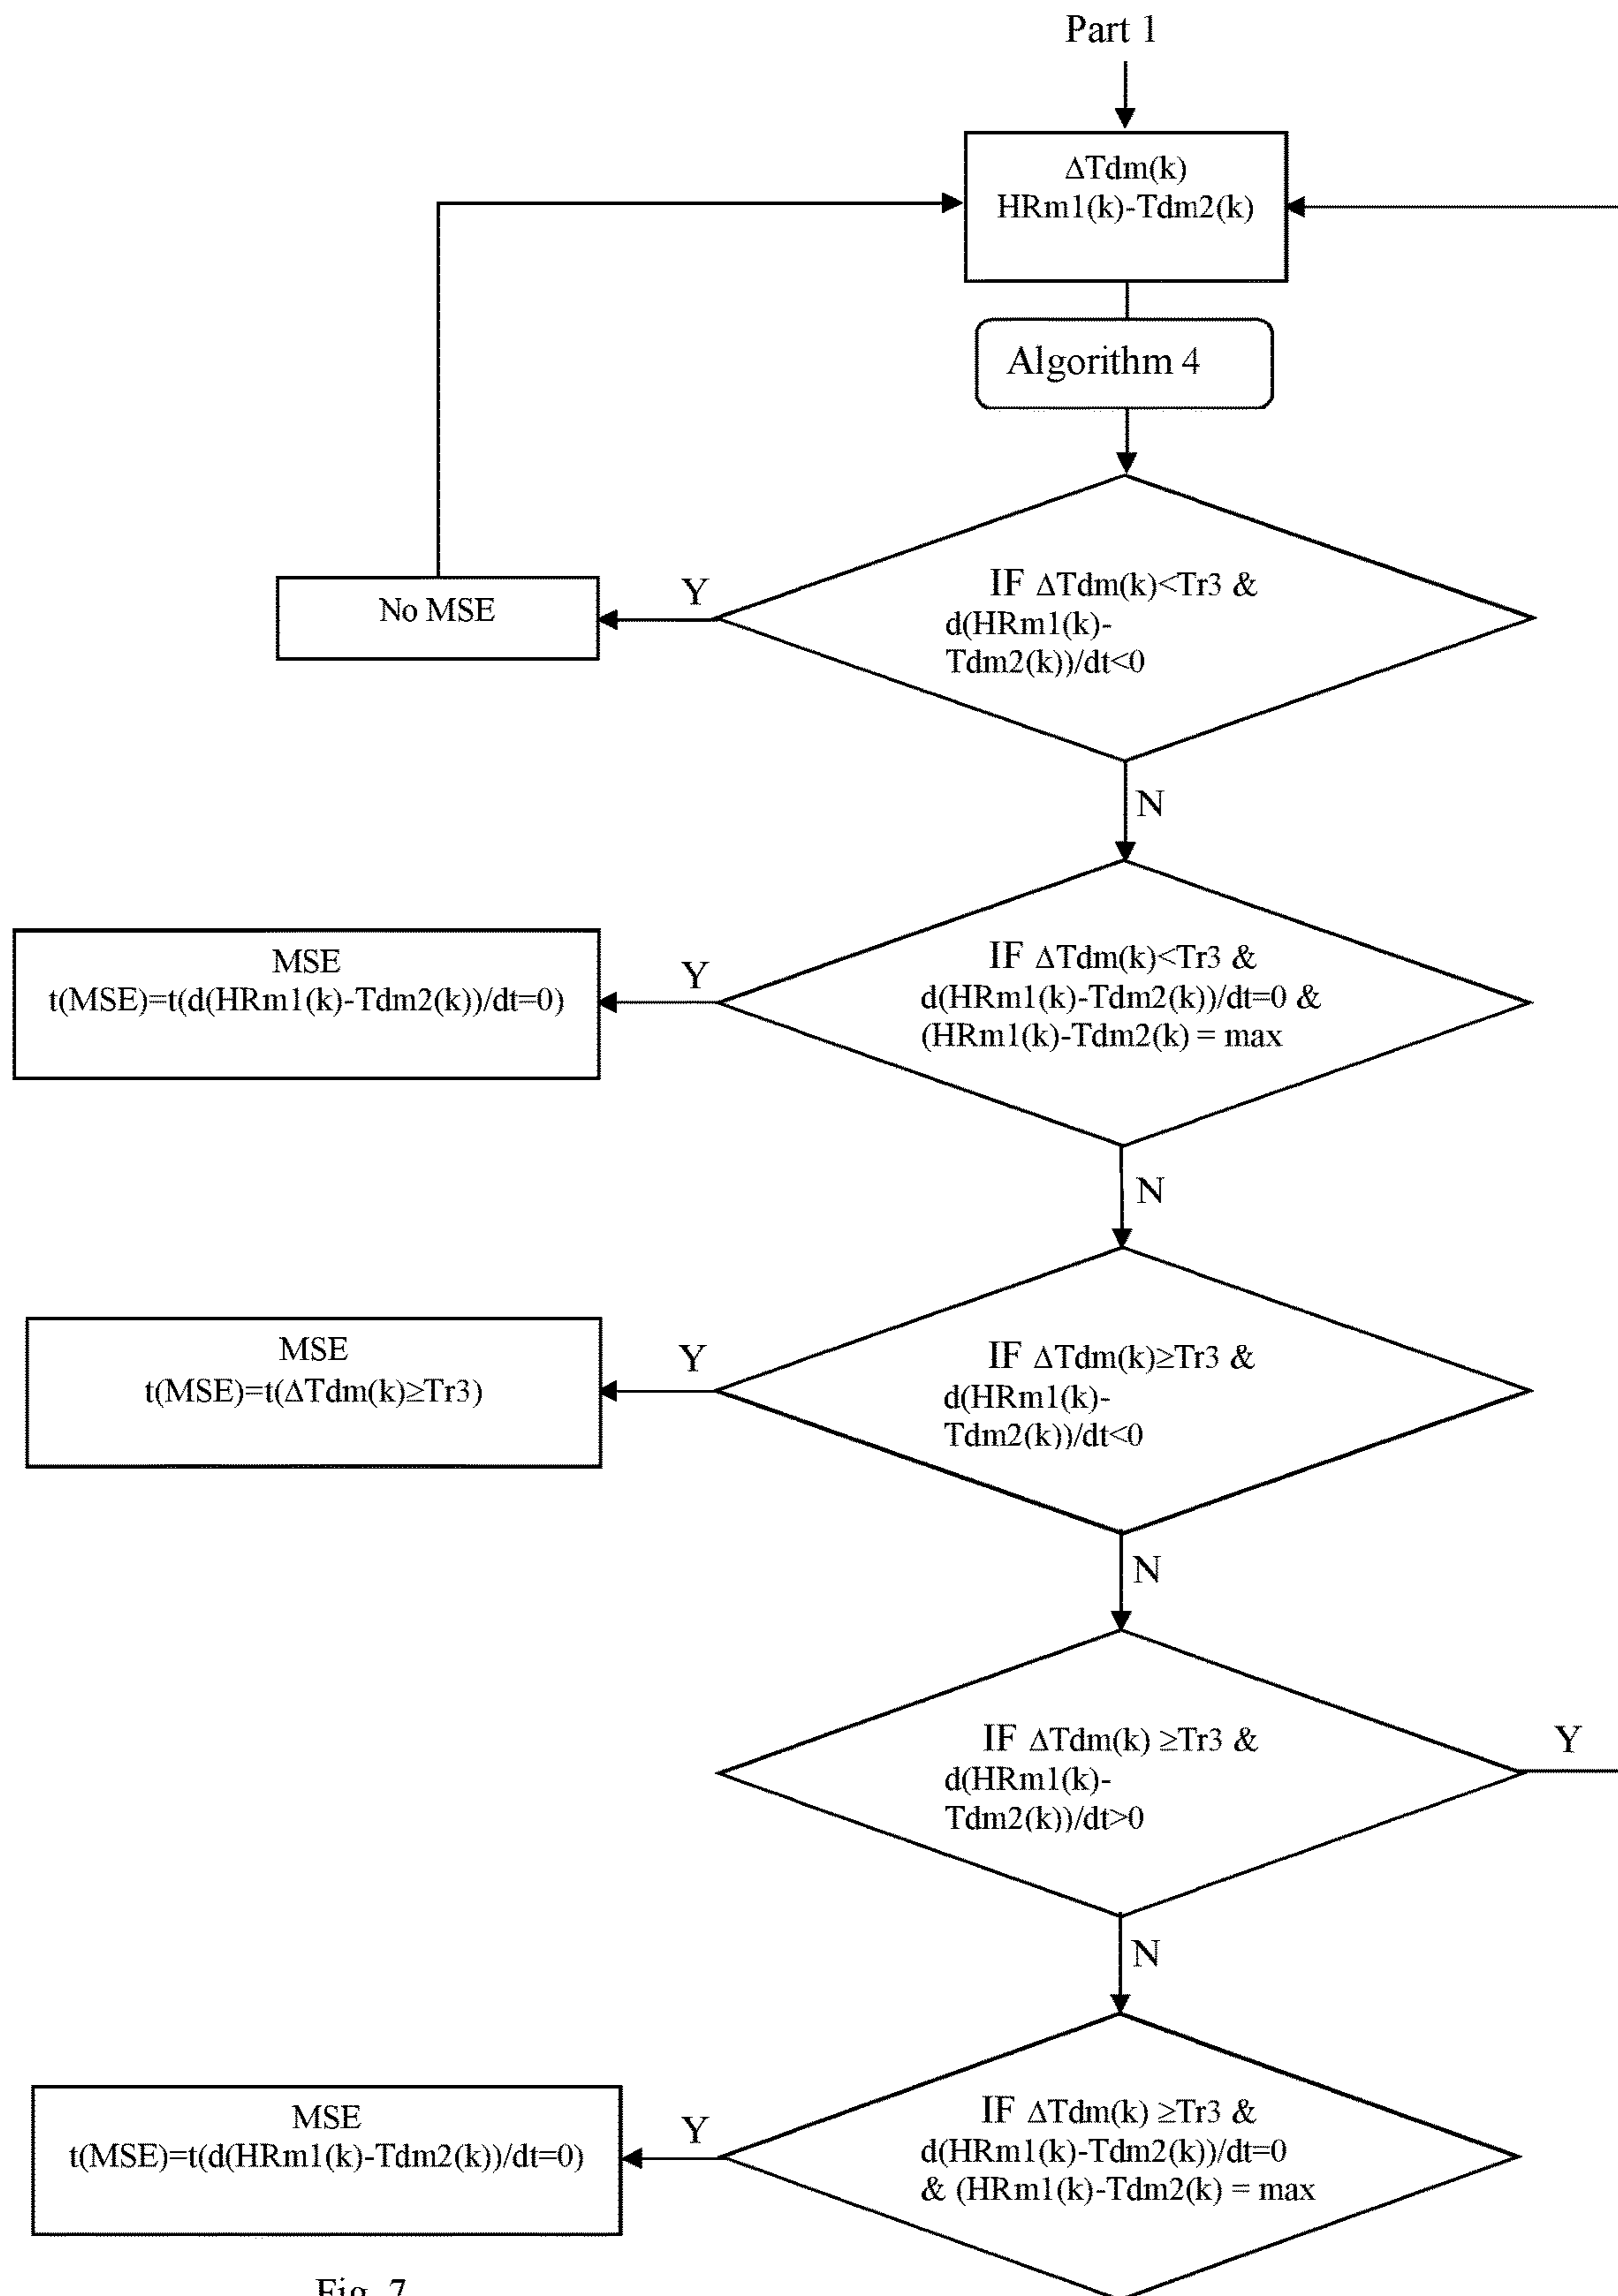 Part 1
ΔTdm(k)
HRm1(k)-Tdm2(k)
Algorithm 4
IF ΔTdm(k)<Tr3 &
d(HRm1(k)-
Tdm2(k))/dt<0
Y
No MSE
N
IF ΔTdm(k)<Tr3 &
d(HRm1(k)-Tdm2(k))/dt=0 &
(HRm1(k)-Tdm2(k) = max
Y
MSE
t(MSE)=t(d(HRm1(k)-Tdm2(k))/dt=0)
N
IF ΔTdm(k)≥Tr3 &
d(HRm1(k)-
Tdm2(k))/dt<0
Y
MSE
t(MSE)=t(ΔTdm(k)≥Tr3)
N
IF ΔTdm(k) ≥Tr3 &
d(HRm1(k)-
Tdm2(k))/dt>0
Y
N
IF ΔTdm(k) ≥Tr3 &
d(HRm1(k)-Tdm2(k))/dt=0
& (HRm1(k)-Tdm2(k) = max
Y
MSE
t(MSE)=t(d(HRm1(k)-Tdm2(k))/dt=0)
Fig. 7